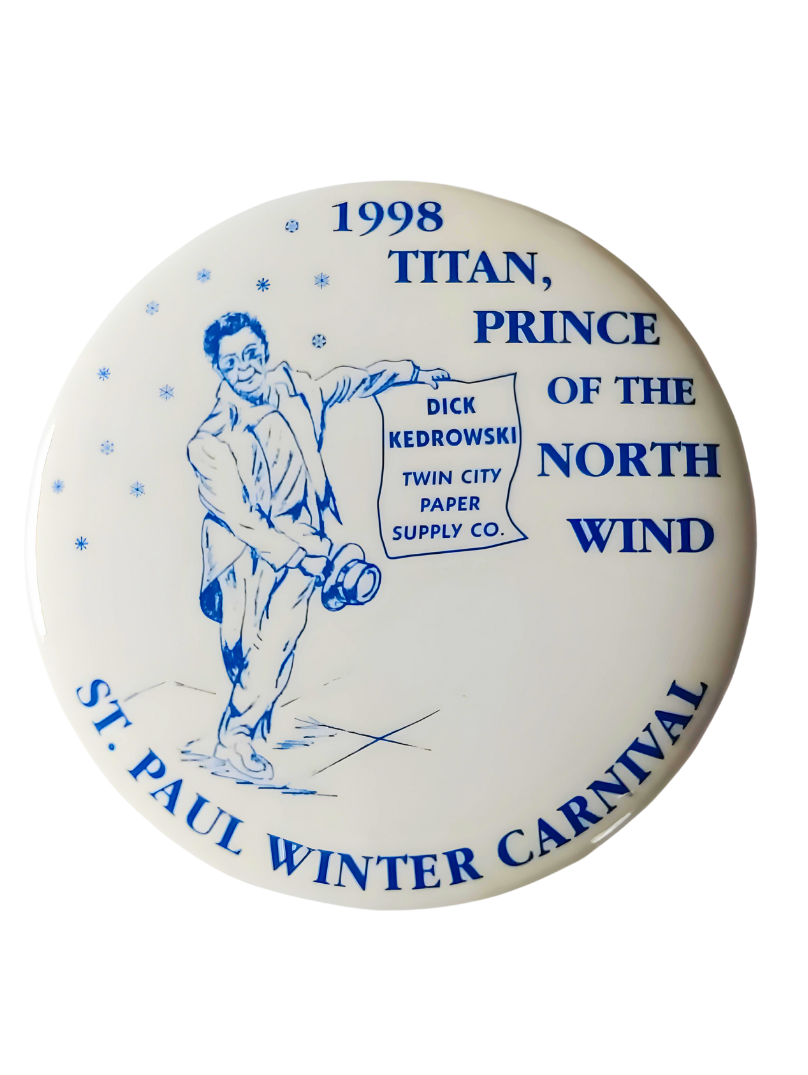 1998
TITAN,
PRINCE
OF THE
NORTH
WIND
DICK
KEDROWSKI
TWIN CITY
PAPER
SUPPLY CO.
ST. PAUL WINTER CARNIVAL